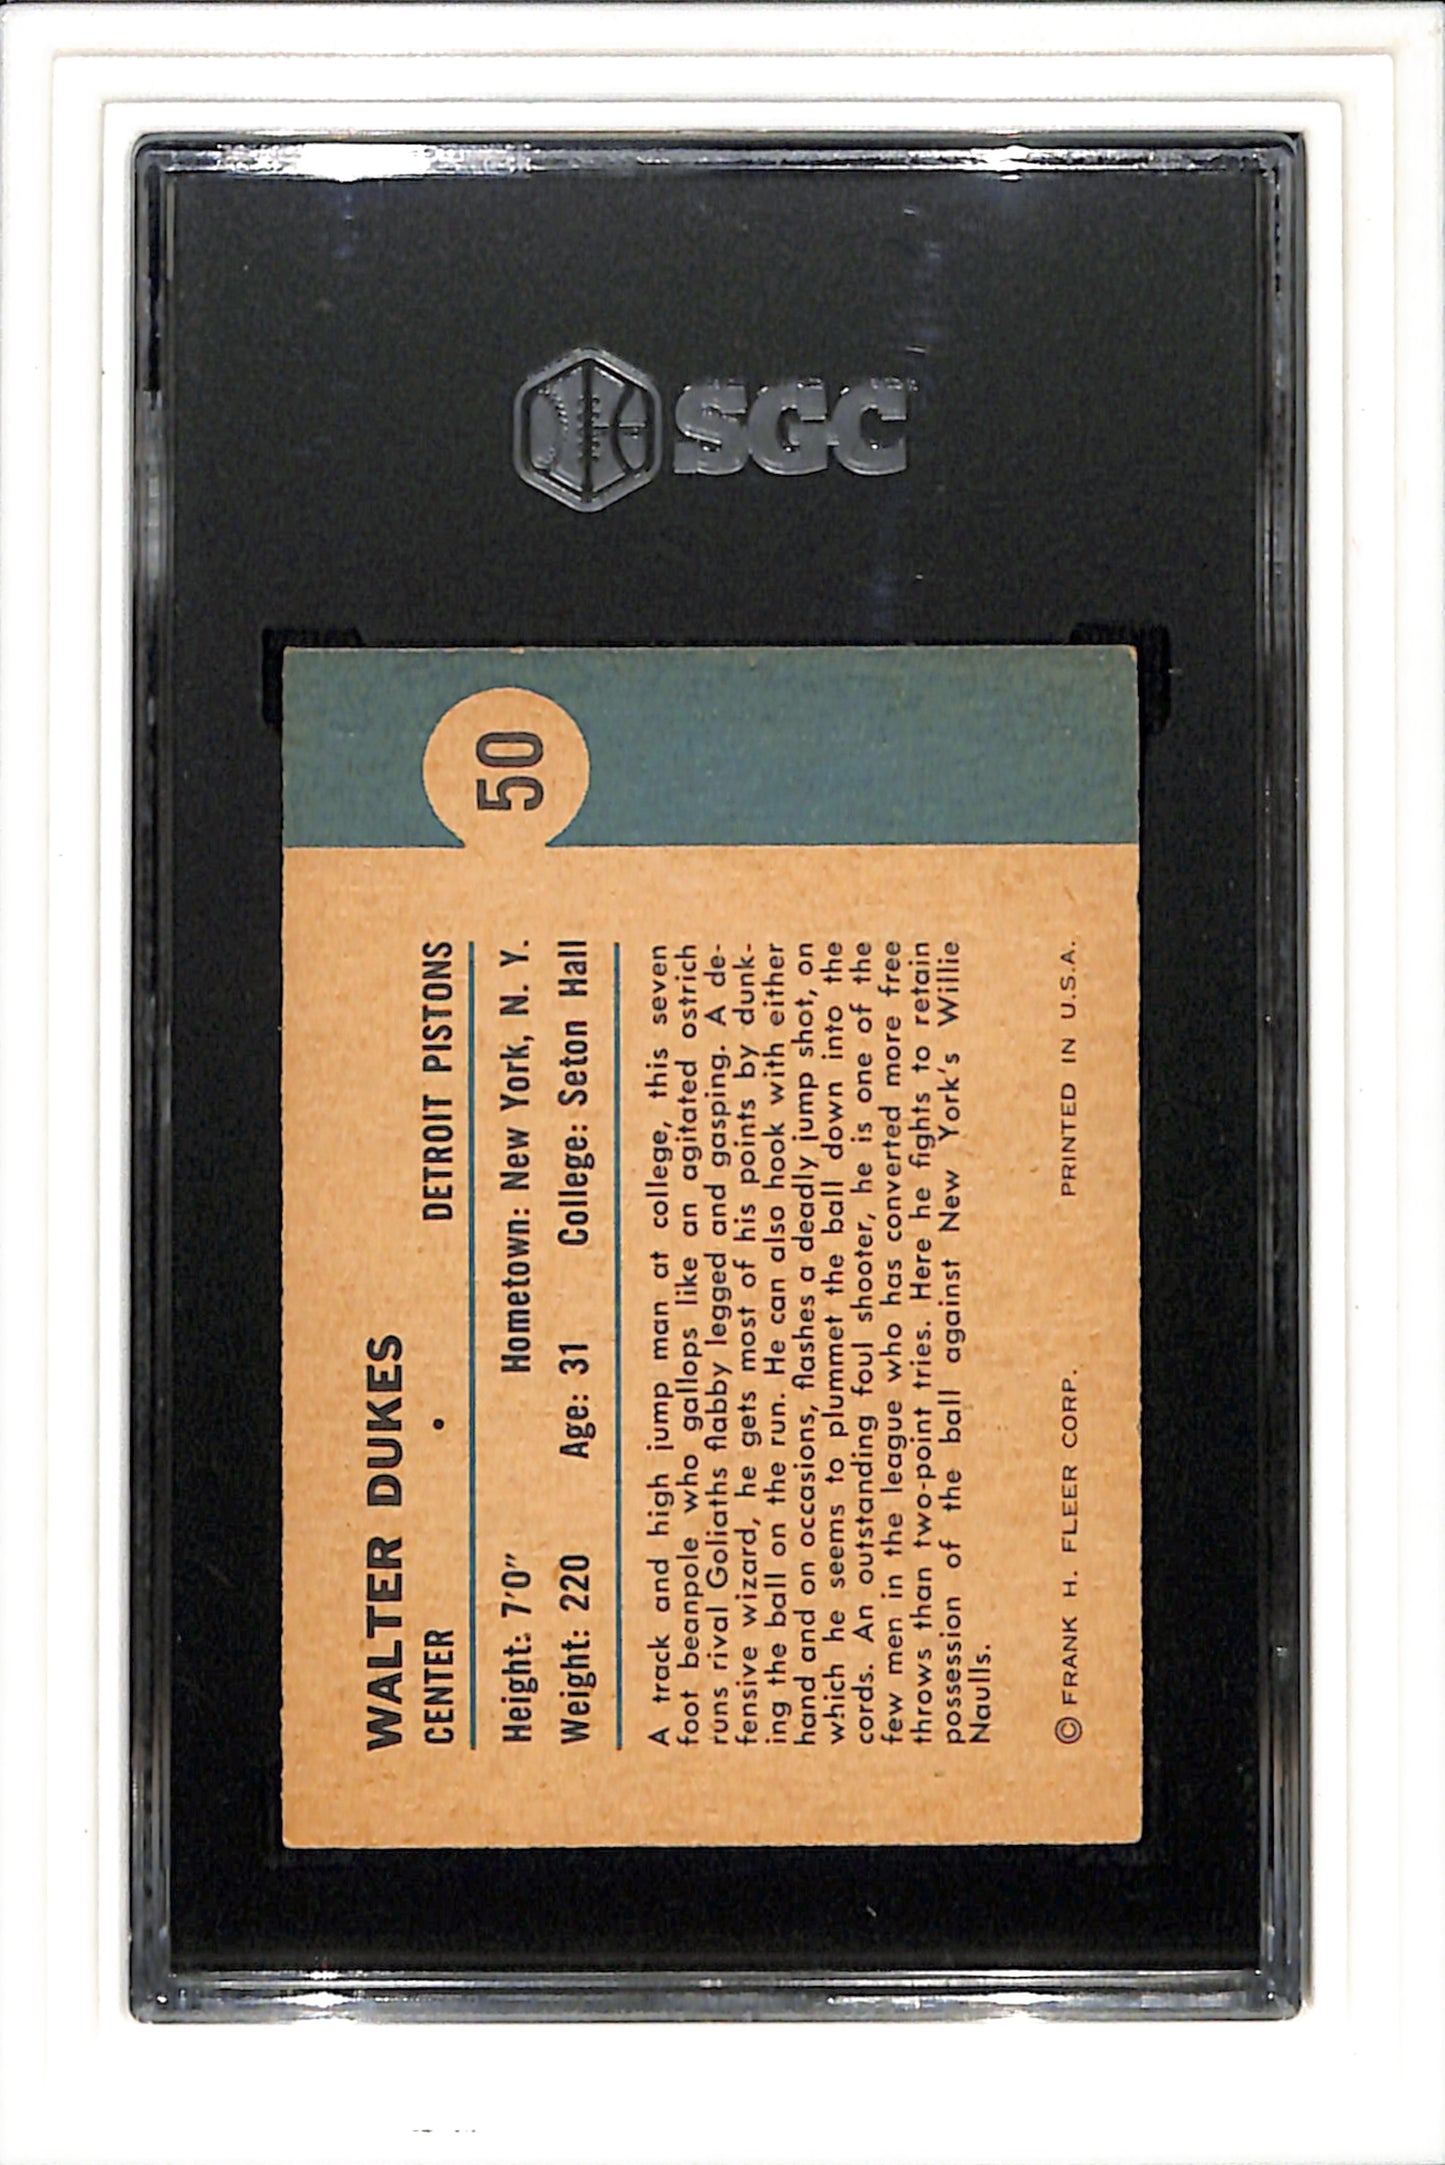 SGC
50
WALTER DUKES
CENTER • DETROIT PISTONS
Height: 7'0" Hometown: New York, N. Y.
Weight: 220 Age: 31 College: Seton Hall
A track and high jump man at college, this seven
foot beanpole who gallops like an agitated ostrich
runs rival Goliaths flabby legged and gasping. A de-
fensive wizard, he gets most of his points by dunk-
ing the ball on the run. He can also hook with either
hand and on occasions, flashes a deadly jump shot, on
which he seems to plummet the ball down into the
cords. An outstanding foul shooter, he is one of the
few men in the league who has converted more free
throws than two-point tries. Here he fights to retain
possession of the ball against New York's Willie
Naulls.
© FRANK H. FLEER CORP. PRINTED IN U.S.A.